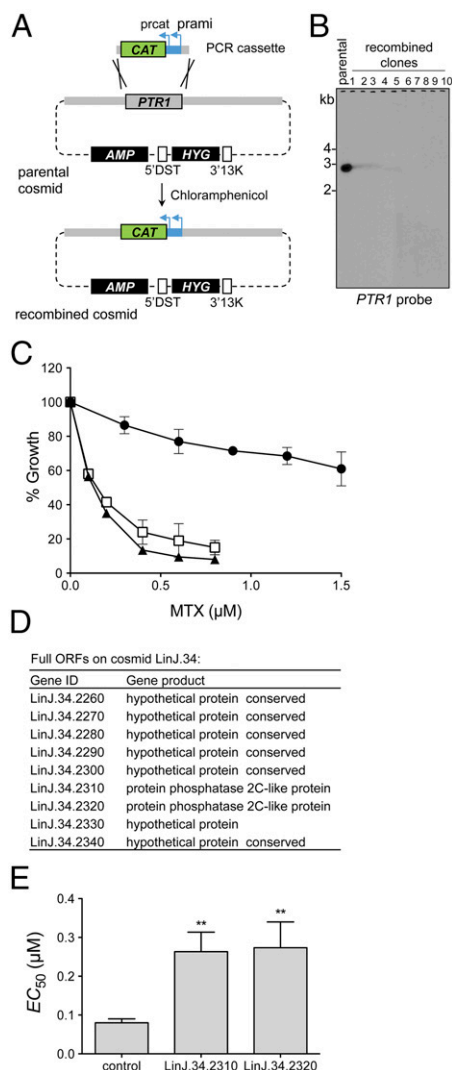 A
prcat prami
CAT
PCR cassette
PTR1
AMP HYG
5'DST 3'13K
parental
cosmid
Chloramphenicol
CAT
AMP HYG
5'DST 3'13K
recombined cosmid
B
parental
recombined
clones
1 2 3 4 5 6 7 8 9 10
kb
4
3
2
PTR1 probe
C
% Growth
120
100
80
60
40
20
0
0.0 0.5 1.0 1.5
MTX (µM)
D
Full ORFs on cosmid LinJ.34:
Gene ID Gene product
LinJ.34.2260 hypothetical protein conserved
LinJ.34.2270 hypothetical protein conserved
LinJ.34.2280 hypothetical protein conserved
LinJ.34.2290 hypothetical protein conserved
LinJ.34.2300 hypothetical protein conserved
LinJ.34.2310 protein phosphatase 2C-like protein
LinJ.34.2320 protein phosphatase 2C-like protein
LinJ.34.2330 hypothetical protein
LinJ.34.2340 hypothetical protein conserved
E
EC50 (µM)
0.4
0.3
0.2
0.1
0.0
** **
control LinJ.34.2310 LinJ.34.2320